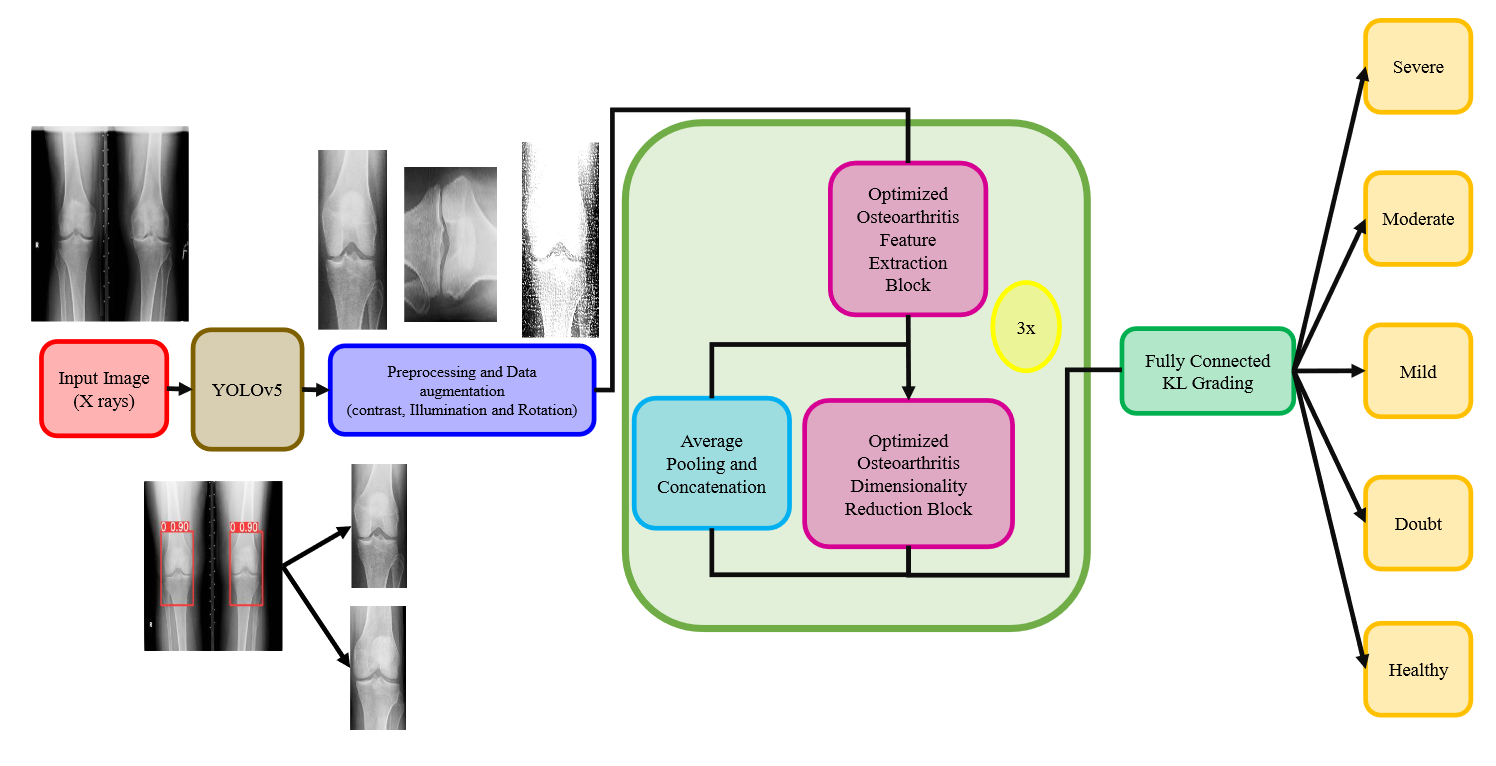 Input Image
(X rays)
YOLOv5
Preprocessing and Data
augmentation
(contrast, Illumination and Rotation)
0 0.90
0 0.90
Optimized
Osteoarthritis
Feature
Extraction
Block
3x
Average
Pooling and
Concatenation
Optimized
Osteoarthritis
Dimensionality
Reduction Block
Fully Connected
KL Grading
Severe
Moderate
Mild
Doubt
Healthy